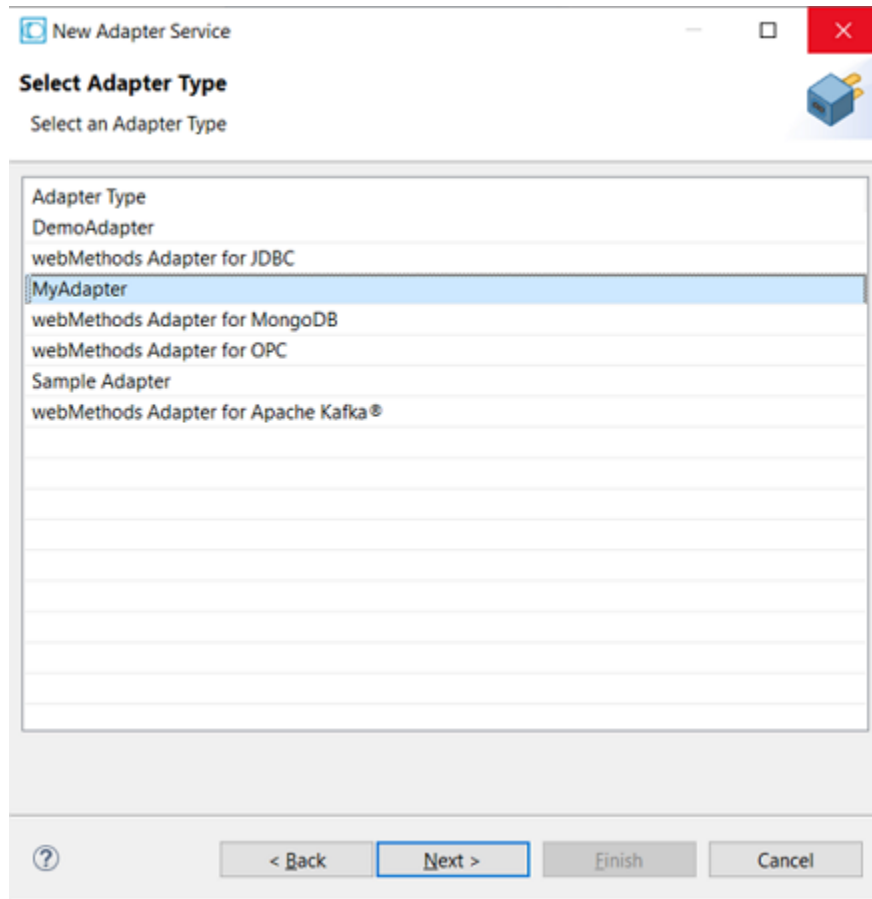 New Adapter Service
Select Adapter Type
Select an Adapter Type
Adapter Type
DemoAdapter
webMethods Adapter for JDBC
MyAdapter
webMethods Adapter for MongoDB
webMethods Adapter for OPC
Sample Adapter
webMethods Adapter for Apache Kafka®
? < Back Next > Finish Cancel